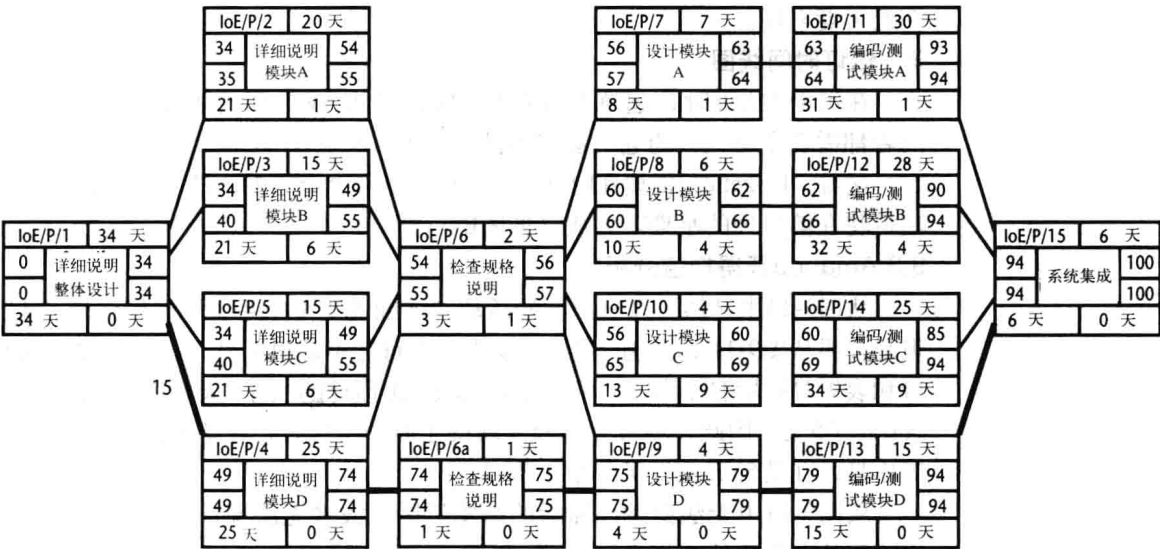 IoE/P/2 20 天
34 详细说明 54
35 模块A 55
21 天 1 天
IoE/P/7 7 天
56 设计模块 63
57 A 64
8 天 1 天
IoE/P/11 30 天
63 编码/测 93
64 试模块A 94
31 天 1 天
IoE/P/3 15 天
34 详细说明 49
40 模块B 55
21 天 6 天
IoE/P/8 6 天
60 设计模块 62
60 B 66
10天 4 天
IoE/P/12 28 天
62 编码/测 90
66 试模块B 94
32 天 4 天
IoE/P/1 34 天
0 详细说明 34
0 整体设计 34
34 天 0 天
IoE/P/6 2 天
54 检查规格 56
55 说明 57
3 天 1 天
IoE/P/15 6 天
94 系统集成 100
94 100
6 天 0 天
IoE/P/5 15 天
34 详细说明 49
40 模块C 55
21 天 6 天
IoE/P/10 4 天
56 设计模块 60
65 C 69
13 天 9 天
IoE/P/14 25 天
60 编码/测 85
69 试模块C 94
34 天 9 天
15
IoE/P/4 25 天
49 详细说明 74
49 模块D 74
25 天 0 天
IoE/P/6a 1 天
74 检查规格 75
74 说明 75
1 天 0 天
IoE/P/9 4 天
75 设计模块 79
75 D 79
4 天 0 天
IoE/P/13 15 天
79 编码/测 94
79 试模块D 94
15 天 0 天